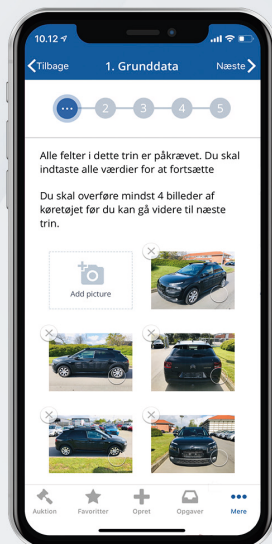 10.12
Tilbage 1. Grunddata Næste
2 3 4 5
Alle felter i dette trin er påkrævet. Du skal
indtaste alle værdier for at fortsætte
Du skal overføre mindst 4 billeder af
køretøjet før du kan gå videre til næste
trin.
Add picture
Auktion Favoritter Opret Opgaver Mere